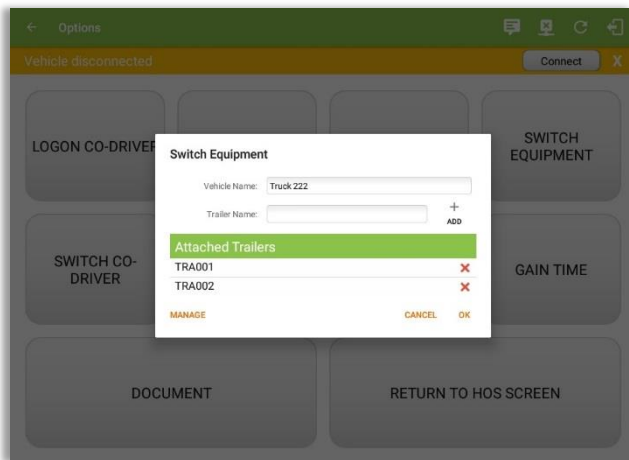 Options
Vehicle disconnected
Connect
X
LOGON CO-DRIVER
SWITCH
EQUIPMENT
Switch Equipment
Vehicle Name: Truck 222
Trailer Name:
+
ADD
Attached Trailers
TRA001
TRA002
MANAGE
CANCEL
OK
SWITCH CO-
DRIVER
GAIN TIME
DOCUMENT
RETURN TO HOS SCREEN